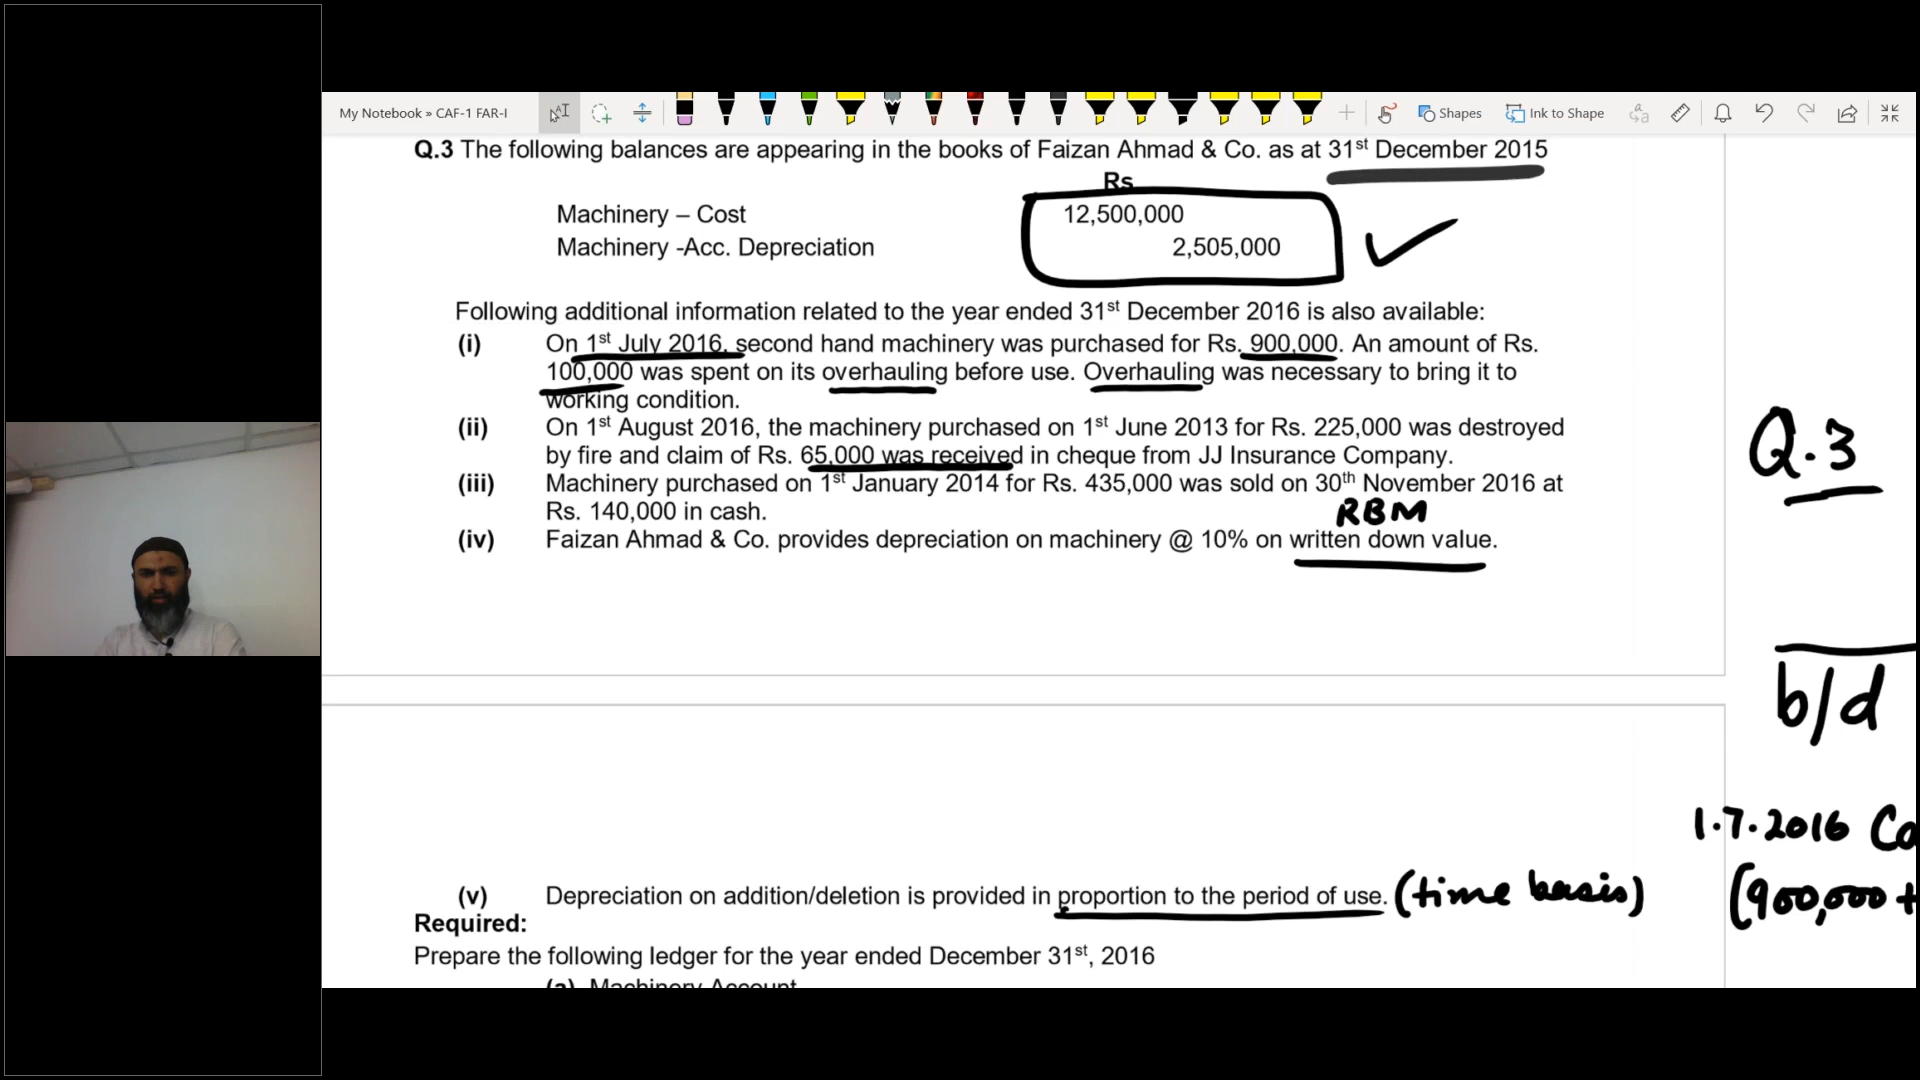 My Notebook » CAF-1 FAR-I
Shapes
Ink to Shape
Q.3 The following balances are appearing in the books of Faizan Ahmad & Co. as at 31st December 2015
Rs
Machinery – Cost 12,500,000
Machinery -Acc. Depreciation 2,505,000
Following additional information related to the year ended 31st December 2016 is also available:
(i) On 1st July 2016, second hand machinery was purchased for Rs. 900,000. An amount of Rs.
100,000 was spent on its overhauling before use. Overhauling was necessary to bring it to
working condition.
(ii) On 1st August 2016, the machinery purchased on 1st June 2013 for Rs. 225,000 was destroyed
by fire and claim of Rs. 65,000 was received in cheque from JJ Insurance Company.
(iii) Machinery purchased on 1st January 2014 for Rs. 435,000 was sold on 30th November 2016 at
Rs. 140,000 in cash.
RBM
(iv) Faizan Ahmad & Co. provides depreciation on machinery @ 10% on written down value.
Q.3
b/d
1.7.2016 Ca
(900,000 +
(v) Depreciation on addition/deletion is provided in proportion to the period of use. (time basis)
Required:
Prepare the following ledger for the year ended December 31st, 2016
(a) Machinery Account